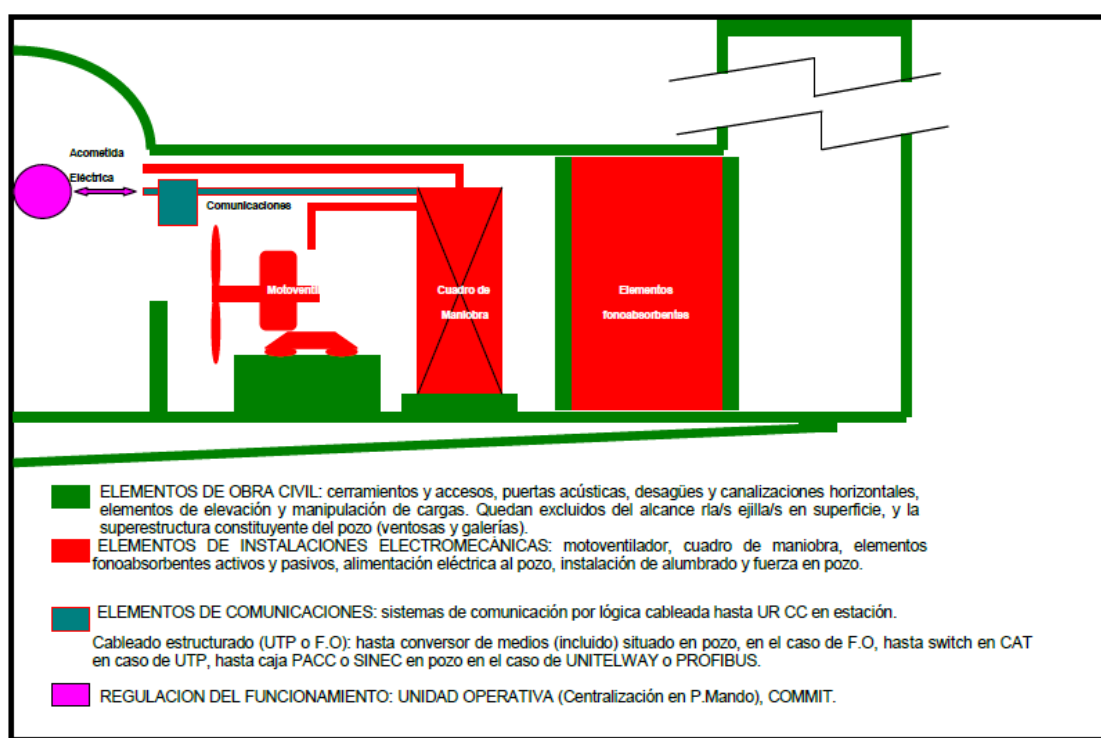 Acometida
Eléctrica
Comunicaciones
Motoventil
Cuadro de
Maniobra
Elementos
fonoabsorbentes
ELEMENTOS DE OBRA CIVIL: cerramientos y accesos, puertas acústicas, desagües y canalizaciones horizontales,
elementos de elevación y manipulación de cargas. Quedan excluidos del alcance rla/s ejilla/s en superficie, y la
superestructura constituyente del pozo (ventosas y galerías).
ELEMENTOS DE INSTALACIONES ELECTROMECÁNICAS: motoventilador, cuadro de maniobra, elementos
fonoabsorbentes activos y pasivos, alimentación eléctrica al pozo, instalación de alumbrado y fuerza en pozo.
ELEMENTOS DE COMUNICACIONES: sistemas de comunicación por lógica cableada hasta UR CC en estación.
Cableado estructurado (UTP o F.O): hasta conversor de medios (incluido) situado en pozo, en el caso de F.O, hasta switch en CAT
en caso de UTP, hasta caja PACC o SINEC en pozo en el caso de UNITELWAY o PROFIBUS.
REGULACION DEL FUNCIONAMIENTO: UNIDAD OPERATIVA (Centralización en P.Mando), COMMIT.